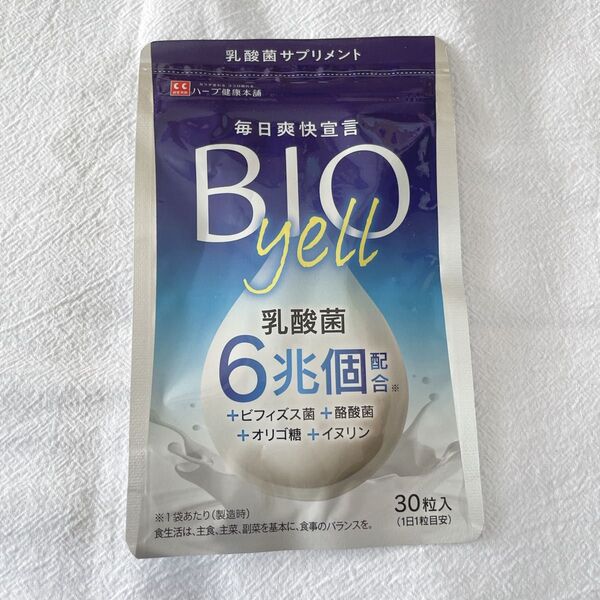 乳酸菌サプリメント
ハーブ健康本舗
毎日爽快宣言
BIO
yell
乳酸菌
6兆個配合※
+ビフィズス菌 +酪酸菌
+オリゴ糖 +イヌリン
※1袋あたり(製造時)
30粒入
食生活は、主食、主菜、副菜を基本に、食事のバランスを。
(1日1粒目安)